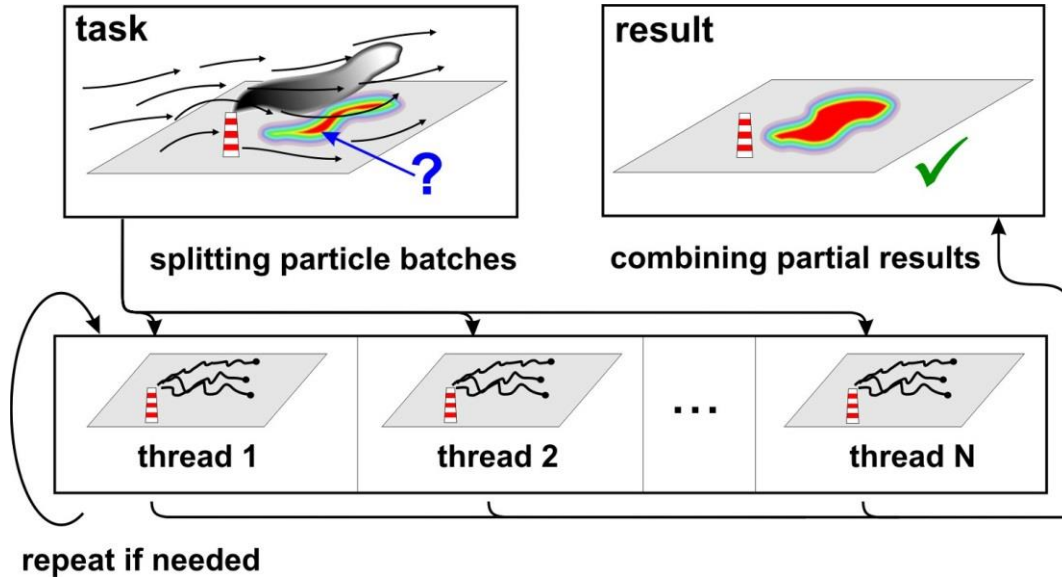 task
result
?
splitting particle batches
combining partial results
thread 1
thread 2
...
thread N
repeat if needed